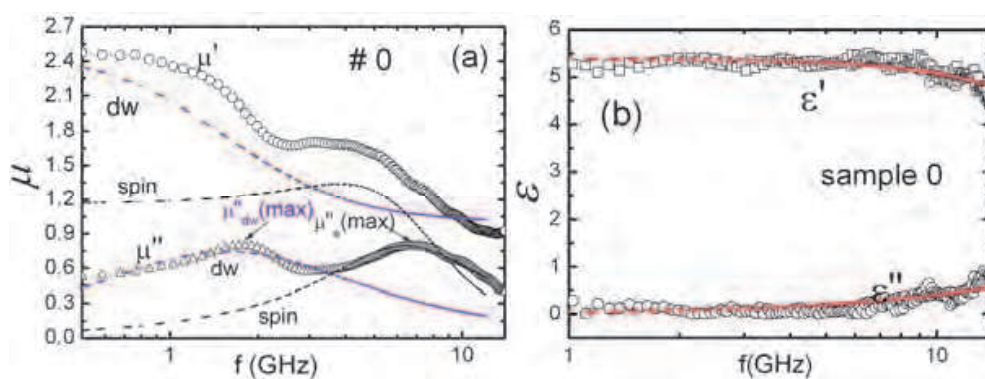 2.7
2.4
2.1
1.8
1.5
1.2
0.9
0.6
0.3
0.0
μ
μ'
# 0
(a)
dw
spin
μ''dw(max)
μ''s(max)
μ''
dw
spin
1
10
f (GHz)
6
5
4
3
2
1
0
ε
ε'
(b)
sample 0
ε''
1
10
f(GHz)